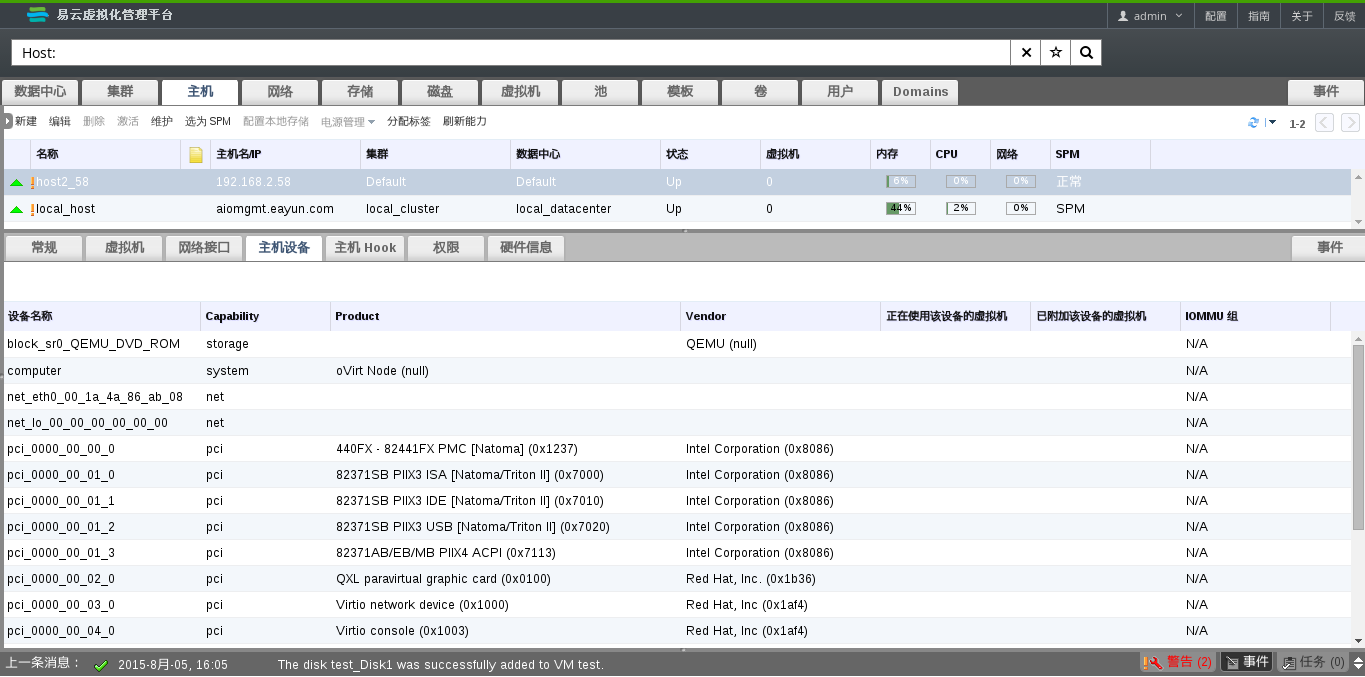 易云虚拟化管理平台 admin 配置 指南 关于 反馈
Host:
数据中心 集群 主机 网络 存储 磁盘 虚拟机 池 模板 卷 用户 Domains 事件
新建 编辑 删除 激活 维护 选为 SPM 配置本地存储 电源管理 分配标签 刷新能力 1-2
名称 主机名/IP 集群 数据中心 状态 虚拟机 内存 CPU 网络 SPM
host2_58 192.168.2.58 Default Default Up 0 6% 0% 0% 正常
local_host aiomgmt.eayun.com local_cluster local_datacenter Up 0 44% 2% 0% SPM
常规 虚拟机 网络接口 主机设备 主机 Hook 权限 硬件信息 事件
设备名称 Capability Product Vendor 正在使用该设备的虚拟机 已附加该设备的虚拟机 IOMMU 组
block_sr0_QEMU_DVD_ROM storage QEMU (null) N/A
computer system oVirt Node (null) N/A
net_eth0_00_1a_4a_86_ab_08 net N/A
net_lo_00_00_00_00_00_00 net N/A
pci_0000_00_00_0 pci 440FX - 82441FX PMC [Natoma] (0x1237) Intel Corporation (0x8086) N/A
pci_0000_00_01_0 pci 82371SB PIIX3 ISA [Natoma/Triton II] (0x7000) Intel Corporation (0x8086) N/A
pci_0000_00_01_1 pci 82371SB PIIX3 IDE [Natoma/Triton II] (0x7010) Intel Corporation (0x8086) N/A
pci_0000_00_01_2 pci 82371SB PIIX3 USB [Natoma/Triton II] (0x7020) Intel Corporation (0x8086) N/A
pci_0000_00_01_3 pci 82371AB/EB/MB PIIX4 ACPI (0x7113) Intel Corporation (0x8086) N/A
pci_0000_00_02_0 pci QXL paravirtual graphic card (0x0100) Red Hat, Inc. (0x1b36) N/A
pci_0000_00_03_0 pci Virtio network device (0x1000) Red Hat, Inc (0x1af4) N/A
pci_0000_00_04_0 pci Virtio console (0x1003) Red Hat, Inc (0x1af4) N/A
上一条消息： 2015-8月-05, 16:05 The disk test_Disk1 was successfully added to VM test. 警告 (2) 事件 任务 (0)